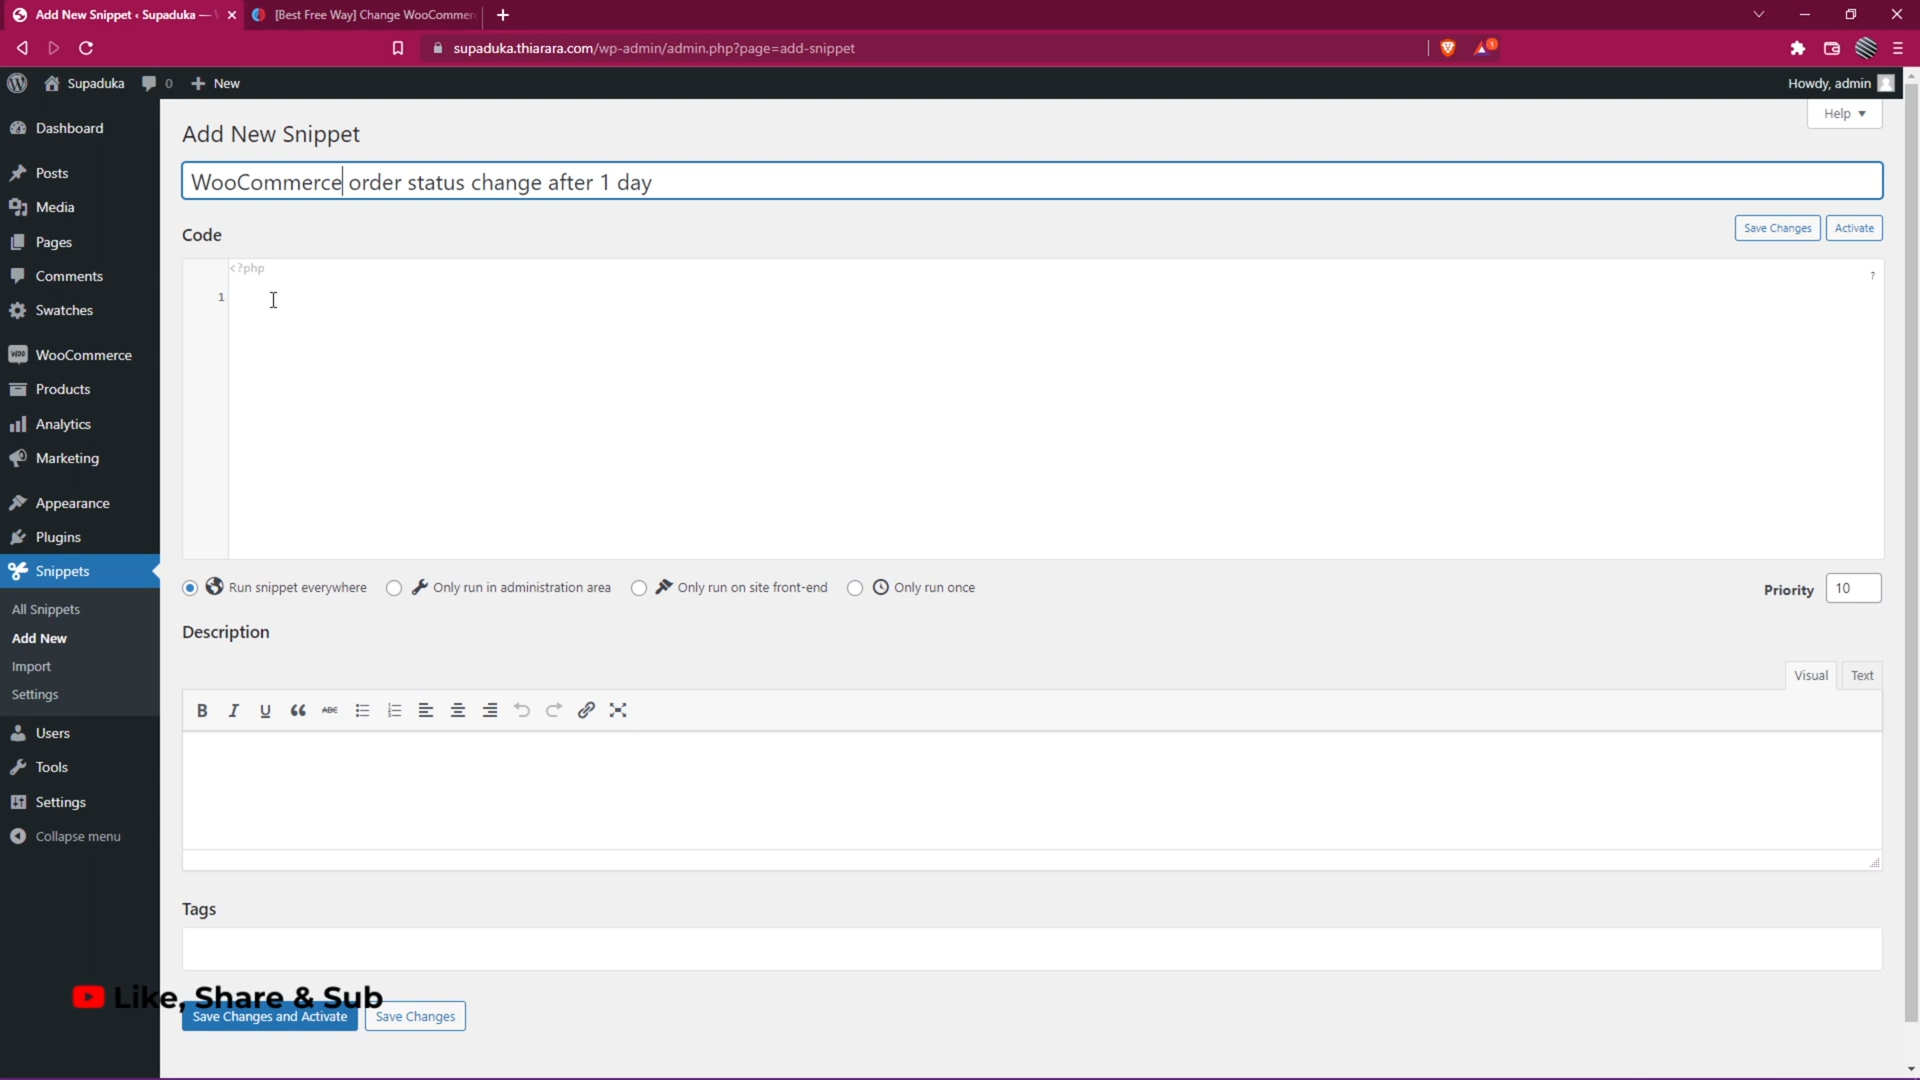 Add New Snippet ‹ Supaduka —
[Best Free Way] Change WooCommer
supaduka.thiarara.com/wp-admin/admin.php?page=add-snippet
1
Supaduka
0
New
Howdy, admin
Help
Dashboard
Posts
Media
Pages
Comments
Swatches
WooCommerce
Products
Analytics
Marketing
Appearance
Plugins
Snippets
All Snippets
Add New
Import
Settings
Users
Tools
Settings
Collapse menu
Add New Snippet
WooCommerce order status change after 1 day
Code
Save Changes
Activate
<?php
?
1
Run snippet everywhere
Only run in administration area
Only run on site front-end
Only run once
Priority
10
Description
Visual
Text
B I U ABC
Tags
Like, Share & Sub
Save Changes and Activate
Save Changes